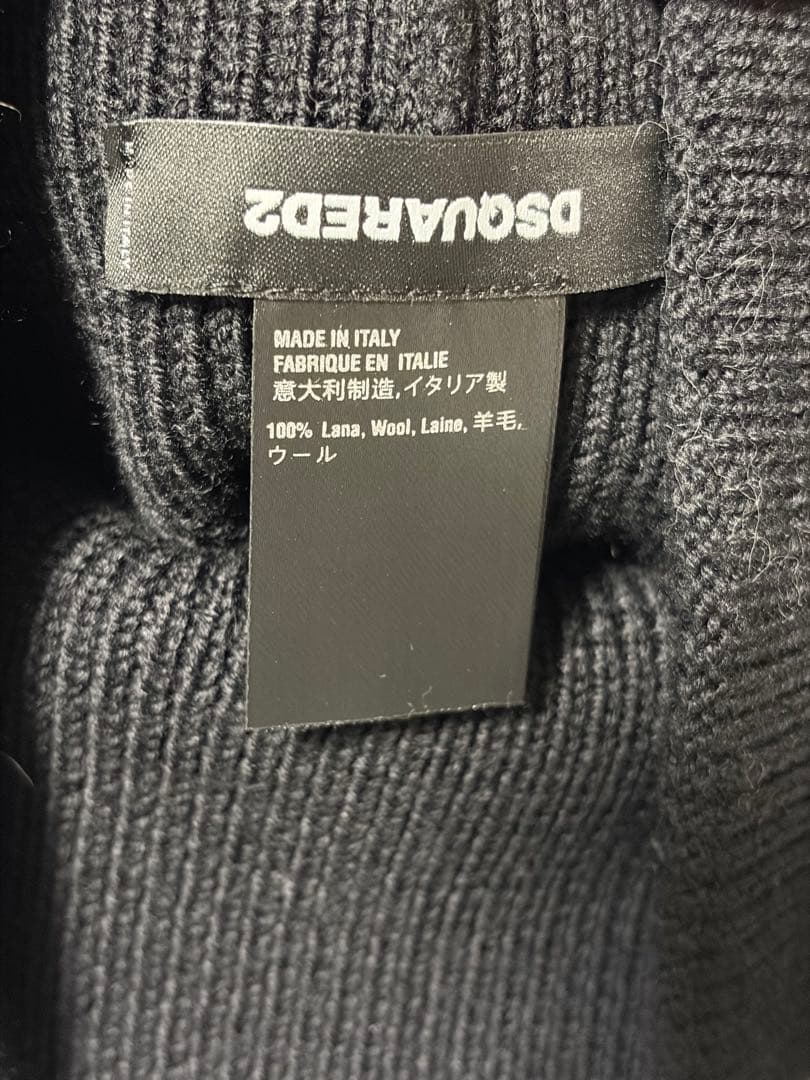 DSQUARED2
MADE IN ITALY
FABRIQUE EN ITALIE
意大利制造,イタリア製
100% Lana, Wool, Laine, 羊毛,
ウール